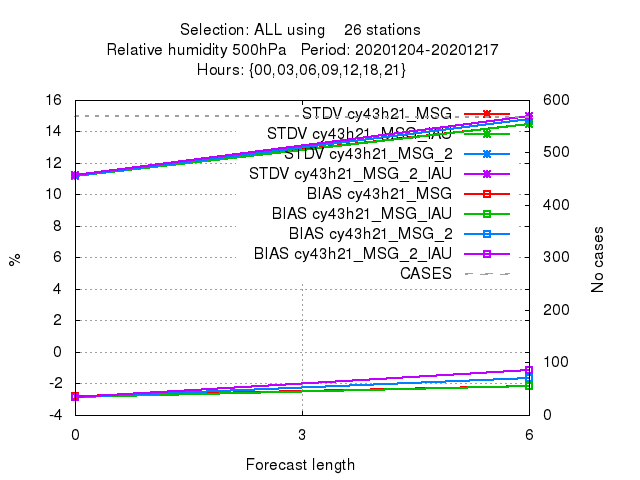 Selection: ALL using    26 stations
Relative humidity 500hPa   Period: 20201204-20201217
Hours: {00,03,06,09,12,18,21}
16
14
12
10
8
6
4
2
0
-2
-4
%
STDV cy43h21_MSG
STDV cy43h21_MSG_IAU
STDV cy43h21_MSG_2
STDV cy43h21_MSG_2_IAU
BIAS cy43h21_MSG
BIAS cy43h21_MSG_IAU
BIAS cy43h21_MSG_2
BIAS cy43h21_MSG_2_IAU
CASES
600
500
400
300
200
100
0
No cases
0 3 6
Forecast length